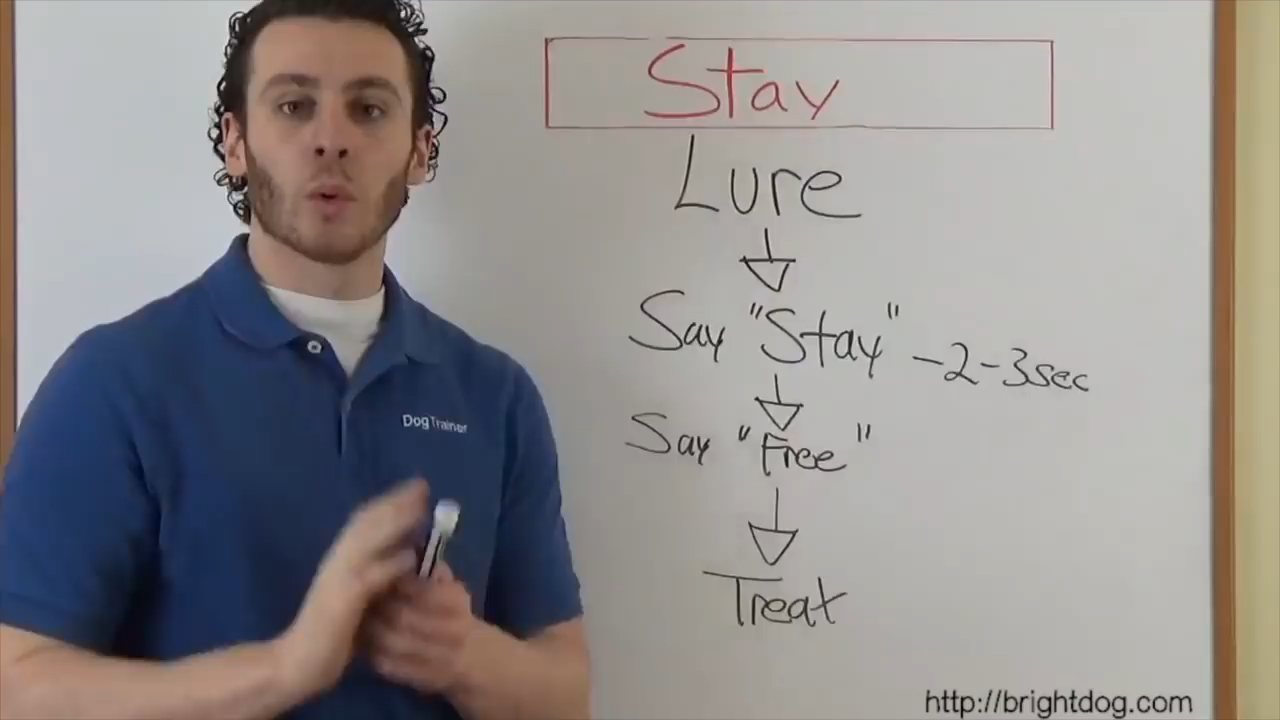 Stay
Lure
Say "Stay" -2-3sec
Say "Free"
Treat
DogTrainer
http://brightdog.com